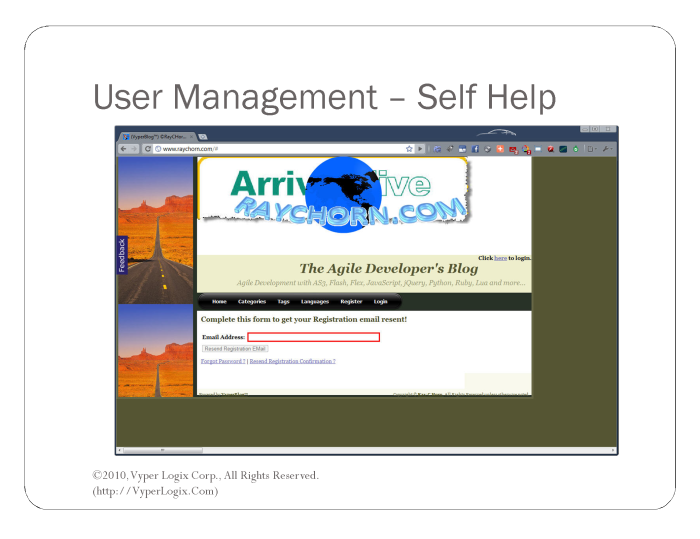 User Management – Self Help
www.raychorn.com/#
Arriv ive
RAYCHORN.COM
Feedback
Click here to login.
The Agile Developer's Blog
Agile Development with AS3, Flash, Flex, JavaScript, jQuery, Python, Ruby, Lua and more...
Home Categories Tags Languages Register Login
Complete this form to get your Registration email resent!
Email Address:
Resend Registration EMail
Forgot Password ? | Resend Registration Confirmation ?
©2010, Vyper Logix Corp., All Rights Reserved.
(http://VyperLogix.Com)